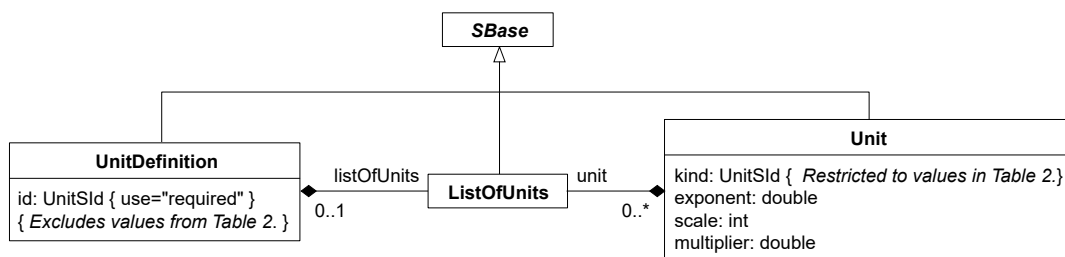 SBase
UnitDefinition
id: UnitSId { use="required" }
{ Excludes values from Table 2. }
listOfUnits
0..1
ListOfUnits
unit
0..*
Unit
kind: UnitSId { Restricted to values in Table 2.}
exponent: double
scale: int
multiplier: double